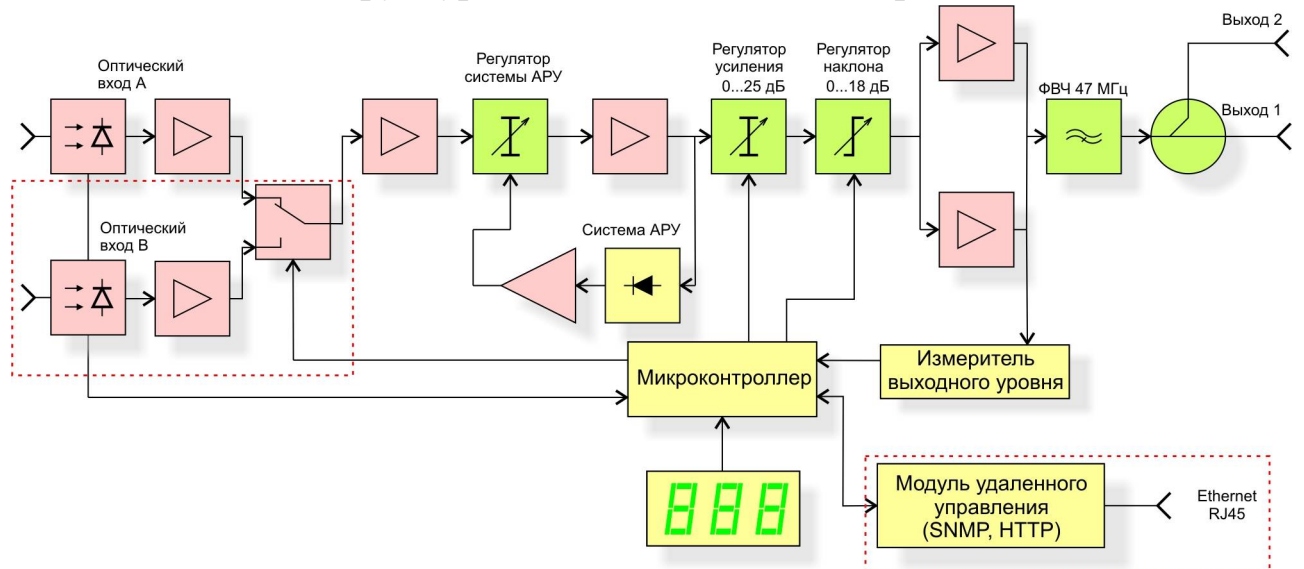 Оптический
вход А
Регулятор
системы АРУ
Регулятор
усиления
0...25 дБ
Регулятор
наклона
0...18 дБ
ФВЧ 47 МГц
Выход 2
Выход 1
Оптический
вход В
Система АРУ
Микроконтроллер
Измеритель
выходного уровня
888
Модуль удаленного
управления
(SNMP, HTTP)
Ethernet
RJ45